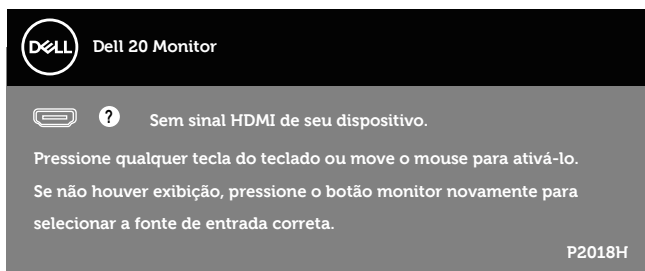 DELL Dell 20 Monitor
? Sem sinal HDMI de seu dispositivo.
Pressione qualquer tecla do teclado ou move o mouse para ativá-lo.
Se não houver exibição, pressione o botão monitor novamente para
selecionar a fonte de entrada correta.
P2018H